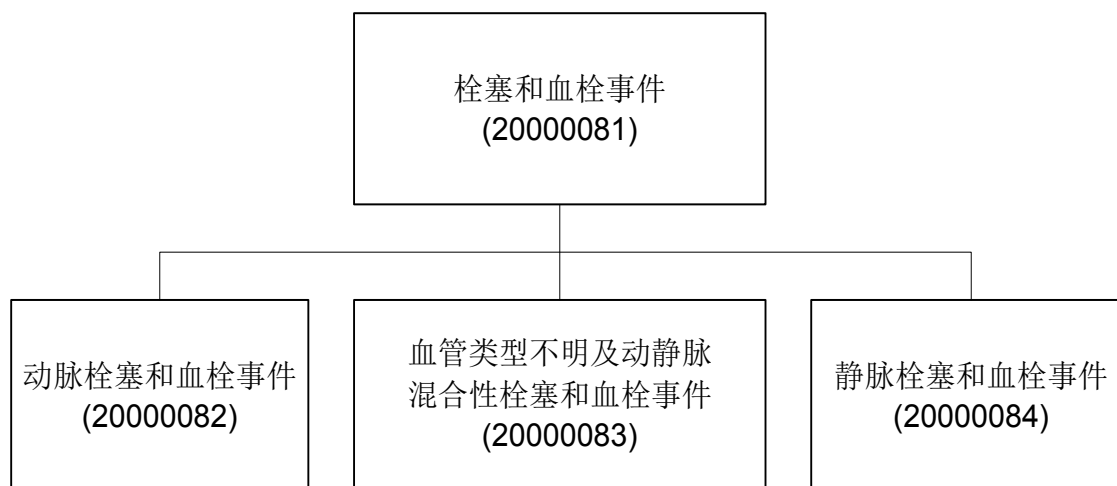 栓塞和血栓事件
(20000081)
动脉栓塞和血栓事件
(20000082)
血管类型不明及动静脉
混合性栓塞和血栓事件
(20000083)
静脉栓塞和血栓事件
(20000084)